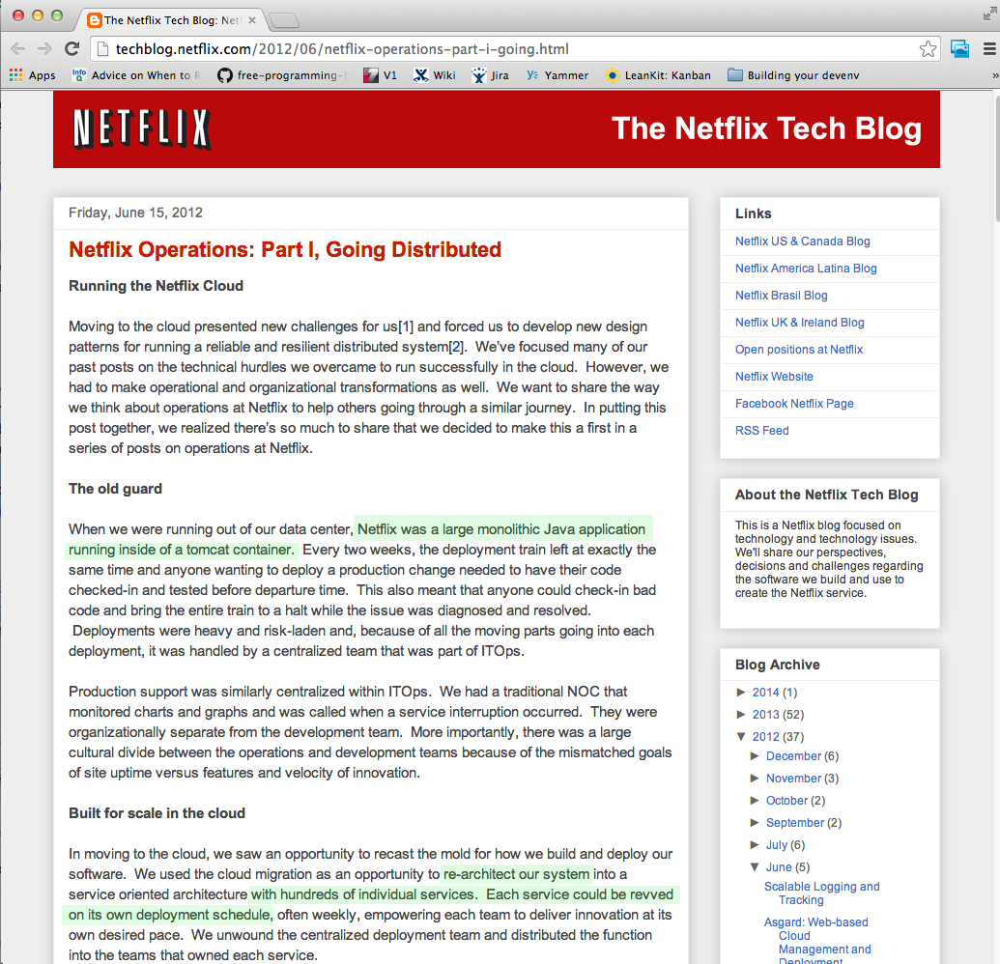 The Netflix Tech Blog: Net
techblog.netflix.com/2012/06/netflix-operations-part-i-going.html
Apps
Advice on When to R
free-programming-
V1
Wiki
Jira
Yammer
LeanKit: Kanban
Building your devenv
»
NETFLIX
The Netflix Tech Blog
Friday, June 15, 2012
Netflix Operations: Part I, Going Distributed
Running the Netflix Cloud
Moving to the cloud presented new challenges for us[1] and forced us to develop new design
patterns for running a reliable and resilient distributed system[2].  We've focused many of our
past posts on the technical hurdles we overcame to run successfully in the cloud.  However, we
had to make operational and organizational transformations as well.  We want to share the way
we think about operations at Netflix to help others going through a similar journey.  In putting this
post together, we realized there's so much to share that we decided to make this a first in a
series of posts on operations at Netflix.
The old guard
When we were running out of our data center, Netflix was a large monolithic Java application
running inside of a tomcat container.  Every two weeks, the deployment train left at exactly the
same time and anyone wanting to deploy a production change needed to have their code
checked-in and tested before departure time.  This also meant that anyone could check-in bad
code and bring the entire train to a halt while the issue was diagnosed and resolved.
Deployments were heavy and risk-laden and, because of all the moving parts going into each
deployment, it was handled by a centralized team that was part of ITOps.
Production support was similarly centralized within ITOps.  We had a traditional NOC that
monitored charts and graphs and was called when a service interruption occurred.  They were
organizationally separate from the development team.  More importantly, there was a large
cultural divide between the operations and development teams because of the mismatched goals
of site uptime versus features and velocity of innovation.
Built for scale in the cloud
In moving to the cloud, we saw an opportunity to recast the mold for how we build and deploy our
software.  We used the cloud migration as an opportunity to re-architect our system into a
service oriented architecture with hundreds of individual services.  Each service could be revved
on its own deployment schedule, often weekly, empowering each team to deliver innovation at its
own desired pace.  We unwound the centralized deployment team and distributed the function
into the teams that owned each service.
Links
Netflix US & Canada Blog
Netflix America Latina Blog
Netflix Brasil Blog
Netflix UK & Ireland Blog
Open positions at Netflix
Netflix Website
Facebook Netflix Page
RSS Feed
About the Netflix Tech Blog
This is a Netflix blog focused on
technology and technology issues.
We'll share our perspectives,
decisions and challenges regarding
the software we build and use to
create the Netflix service.
Blog Archive
► 2014 (1)
► 2013 (52)
▼ 2012 (37)
► December (6)
► November (3)
► October (2)
► September (2)
► July (6)
▼ June (5)
Scalable Logging and
Tracking
Asgard: Web-based
Cloud
Management and
Deployment